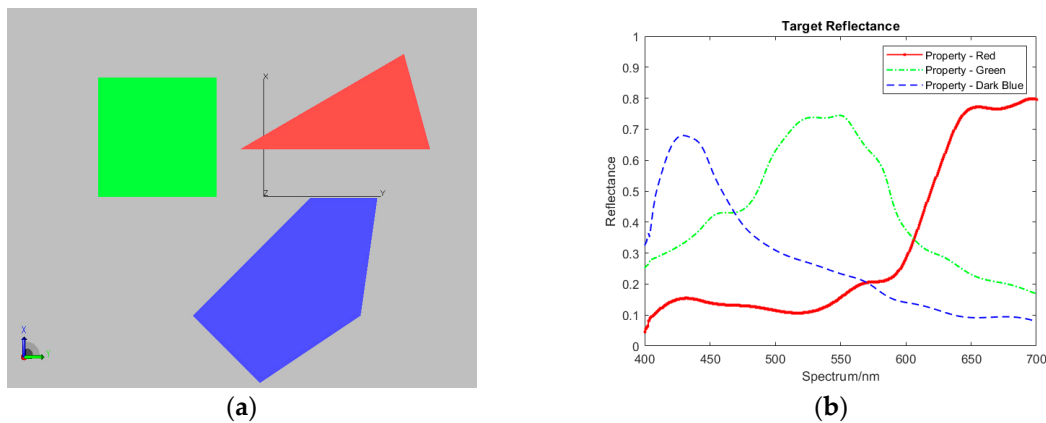 X
Z
Y
X
Y
(a)
Target Reflectance
Property - Red
Property - Green
Property - Dark Blue
1
0.9
0.8
0.7
0.6
0.5
0.4
0.3
0.2
0.1
0
Reflectance
400
450
500
550
600
650
700
Spectrum/nm
(b)